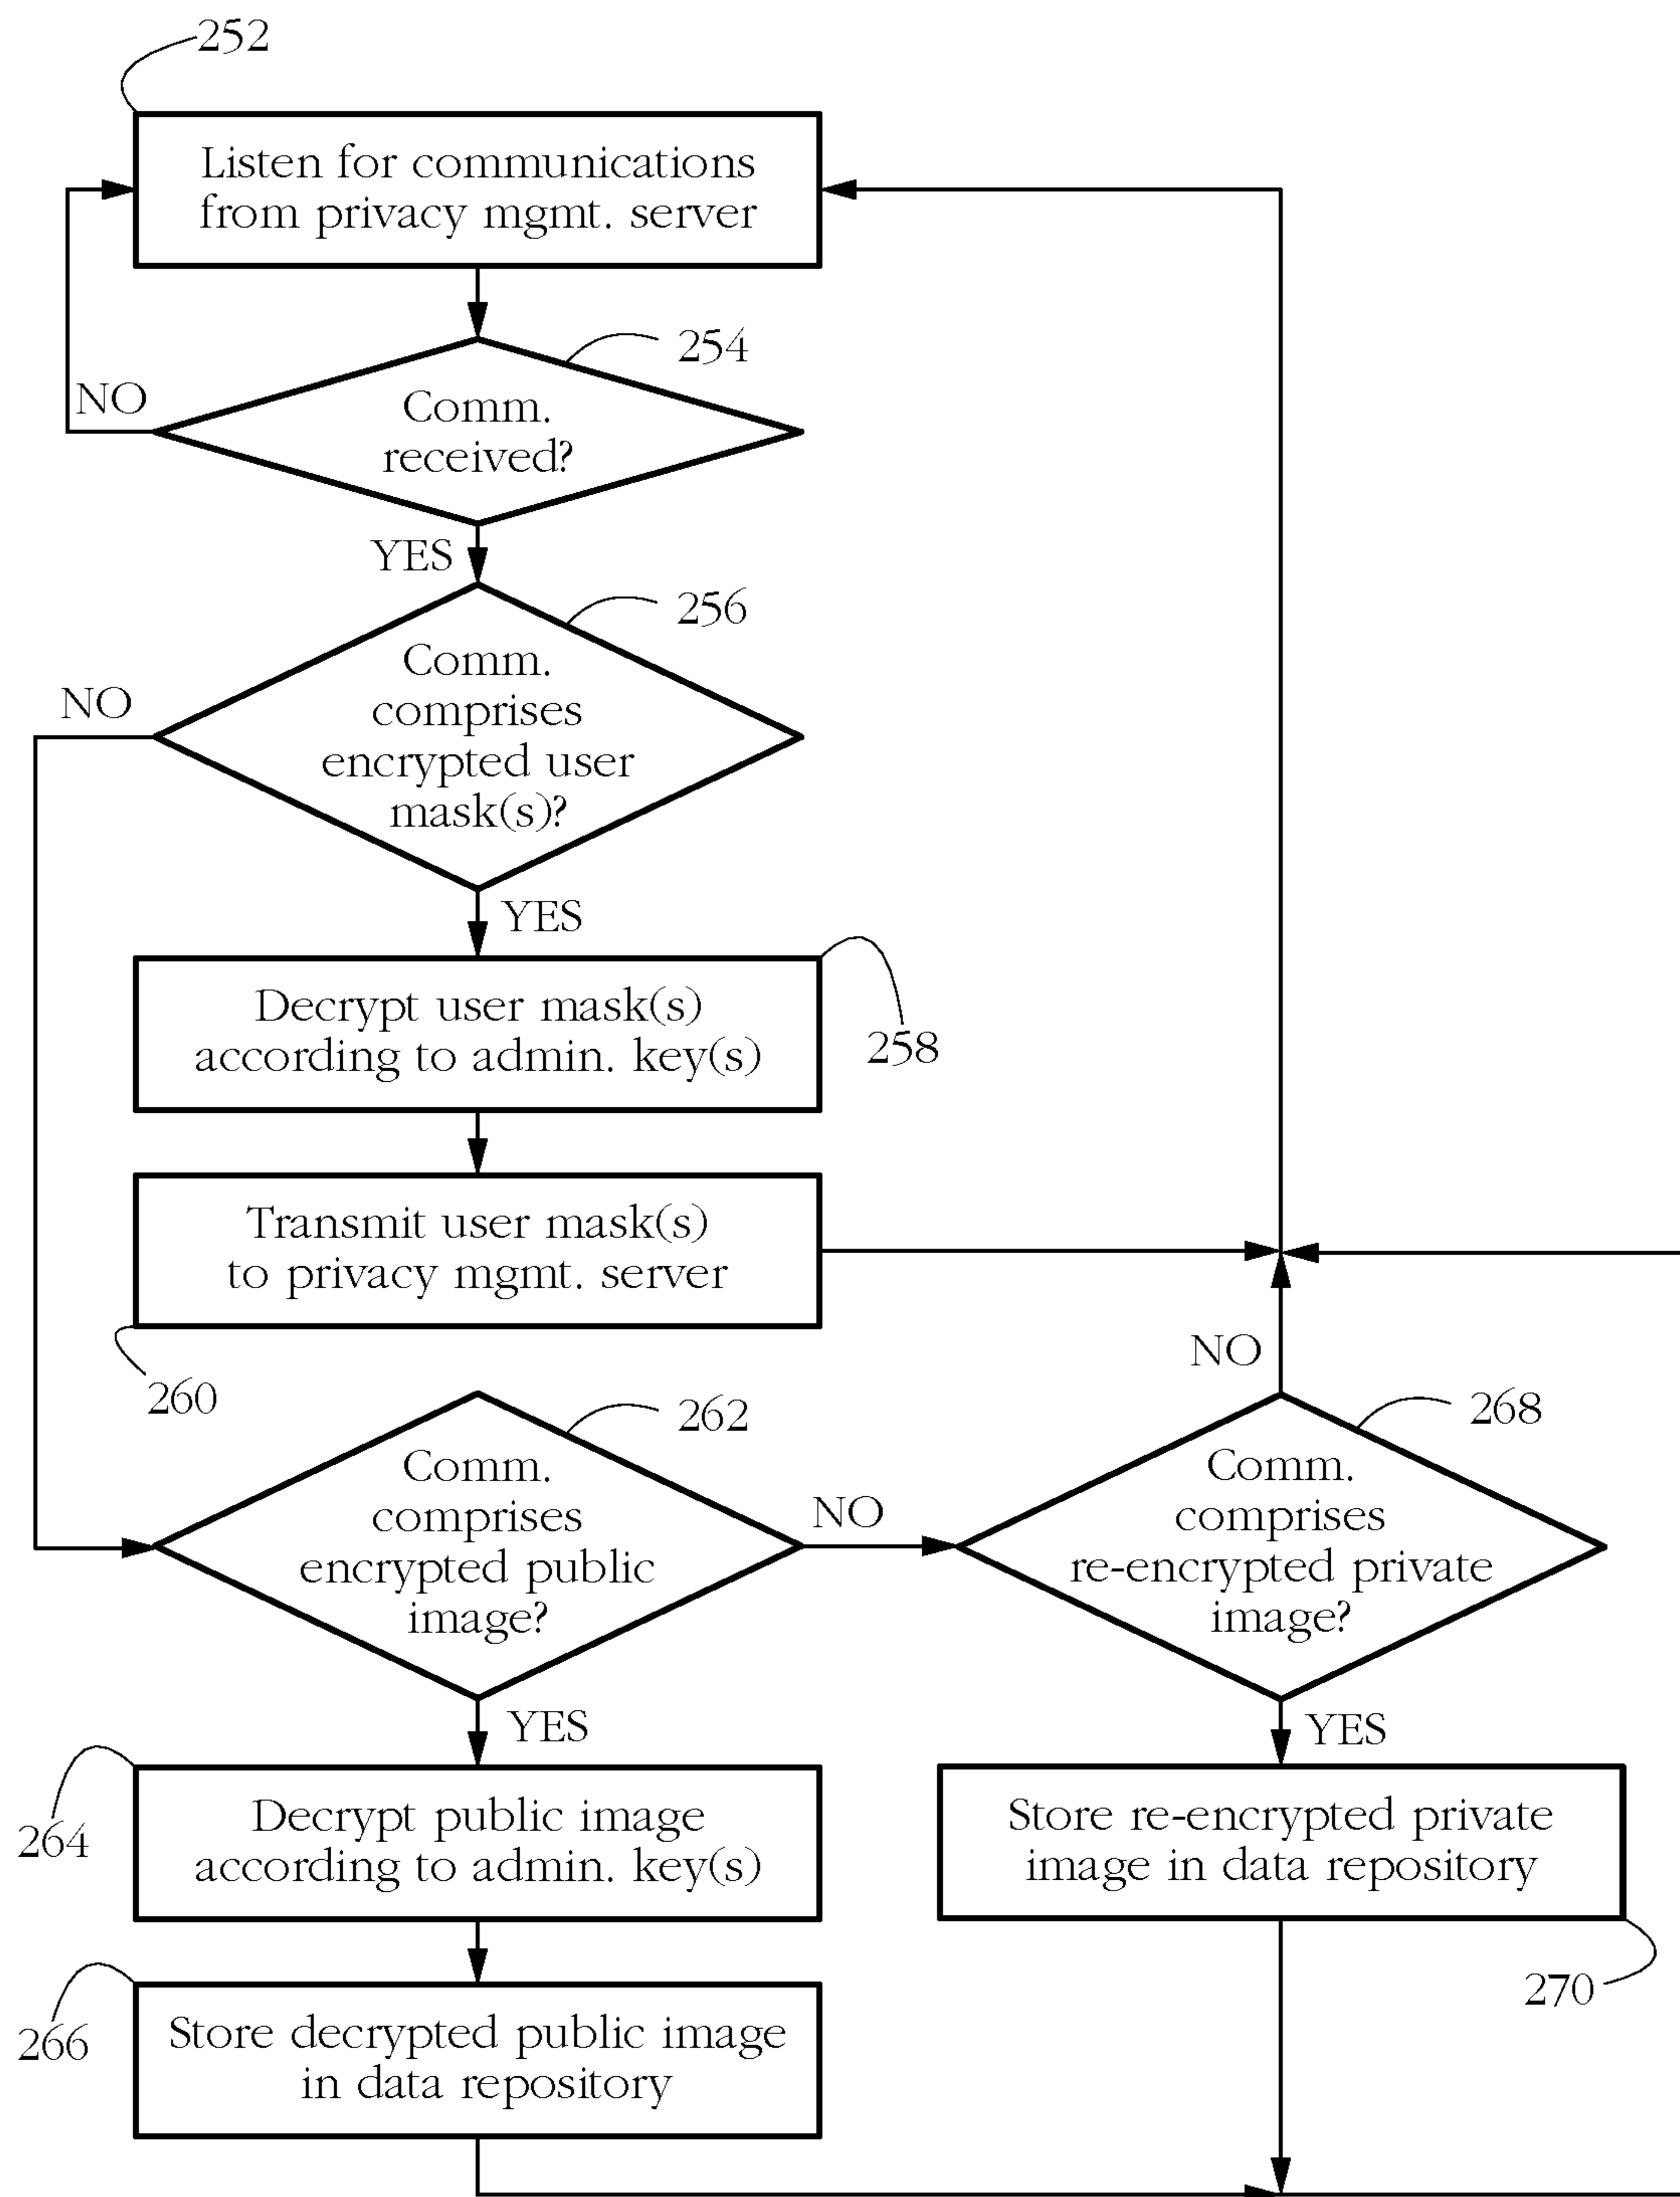 252
Listen for communications
from privacy mgmt. server
254
NO
Comm.
received?
YES
256
NO
Comm.
comprises
encrypted user
mask(s)?
YES
Decrypt user mask(s)
according to admin. key(s)
258
Transmit user mask(s)
to privacy mgmt. server
260
NO
262
268
Comm.
comprises
encrypted public
image?
NO
Comm.
comprises
re-encrypted private
image?
YES
YES
264
Decrypt public image
according to admin. key(s)
Store re-encrypted private
image in data repository
270
266
Store decrypted public image
in data repository